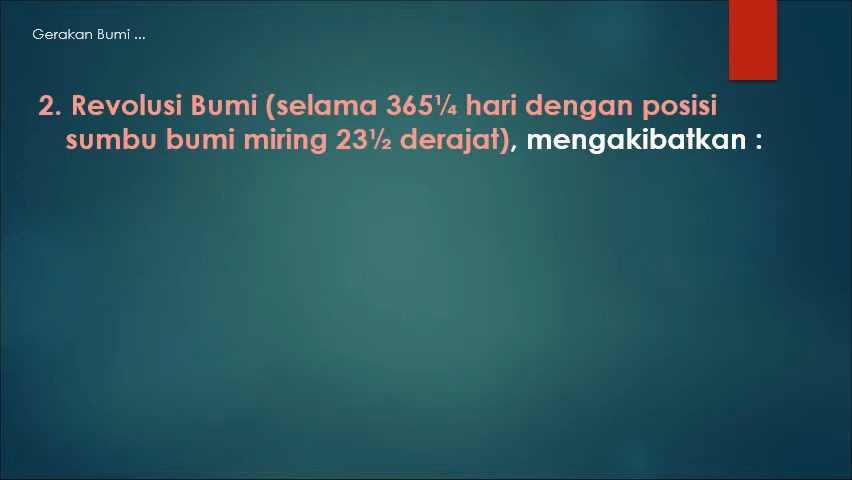 Gerakan Bumi ...
2. Revolusi Bumi (selama 365¼ hari dengan posisi
sumbu bumi miring 23½ derajat), mengakibatkan :